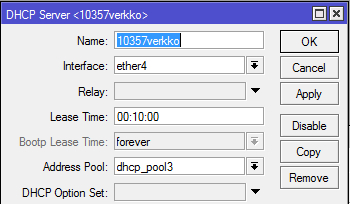 DHCP Server <10357verkko>
Name: 10357verkko
OK
Interface: ether4
Cancel
Relay:
Apply
Lease Time: 00:10:00
Bootp Lease Time: forever
Disable
Copy
Address Pool: dhcp_pool3
Remove
DHCP Option Set: